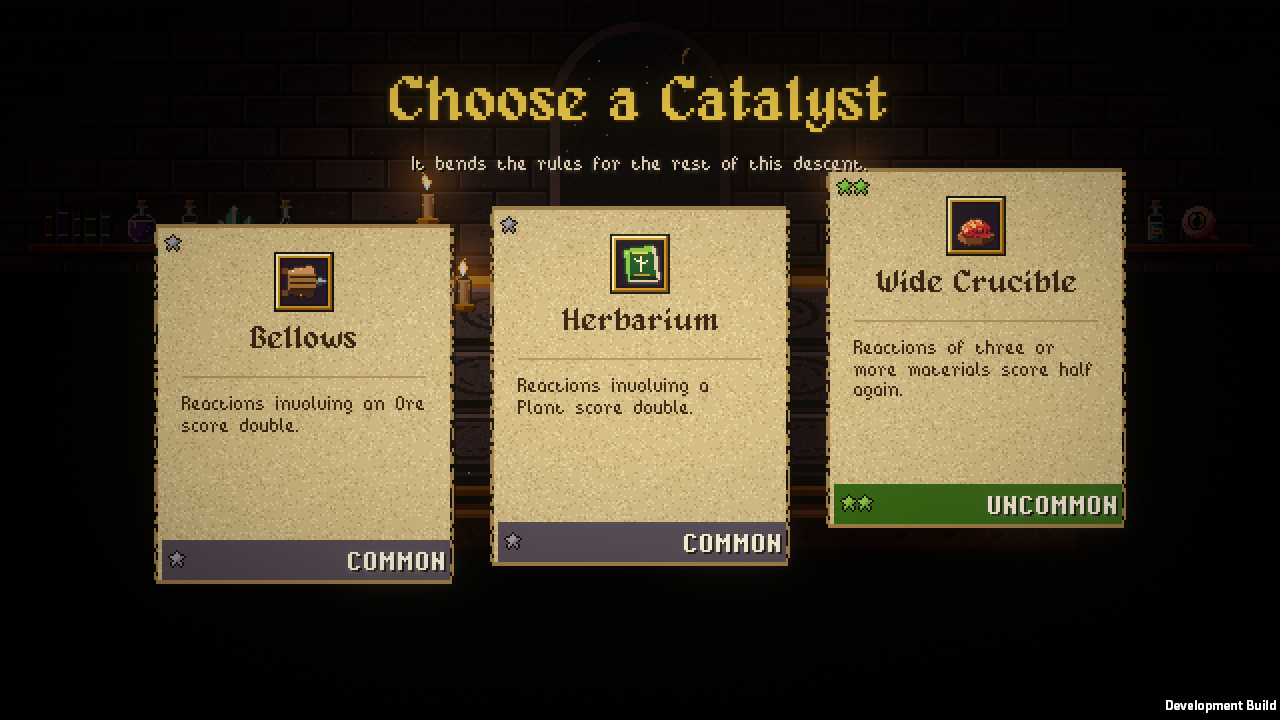 Choose a Catalyst
It bends the rules for the rest of this descent.
Bellows
Reactions involving an Ore
score double.
COMMON
Herbarium
Reactions involving a
Plant score double.
COMMON
Wide Crucible
Reactions of three or
more materials score half
again.
UNCOMMON
Development Build